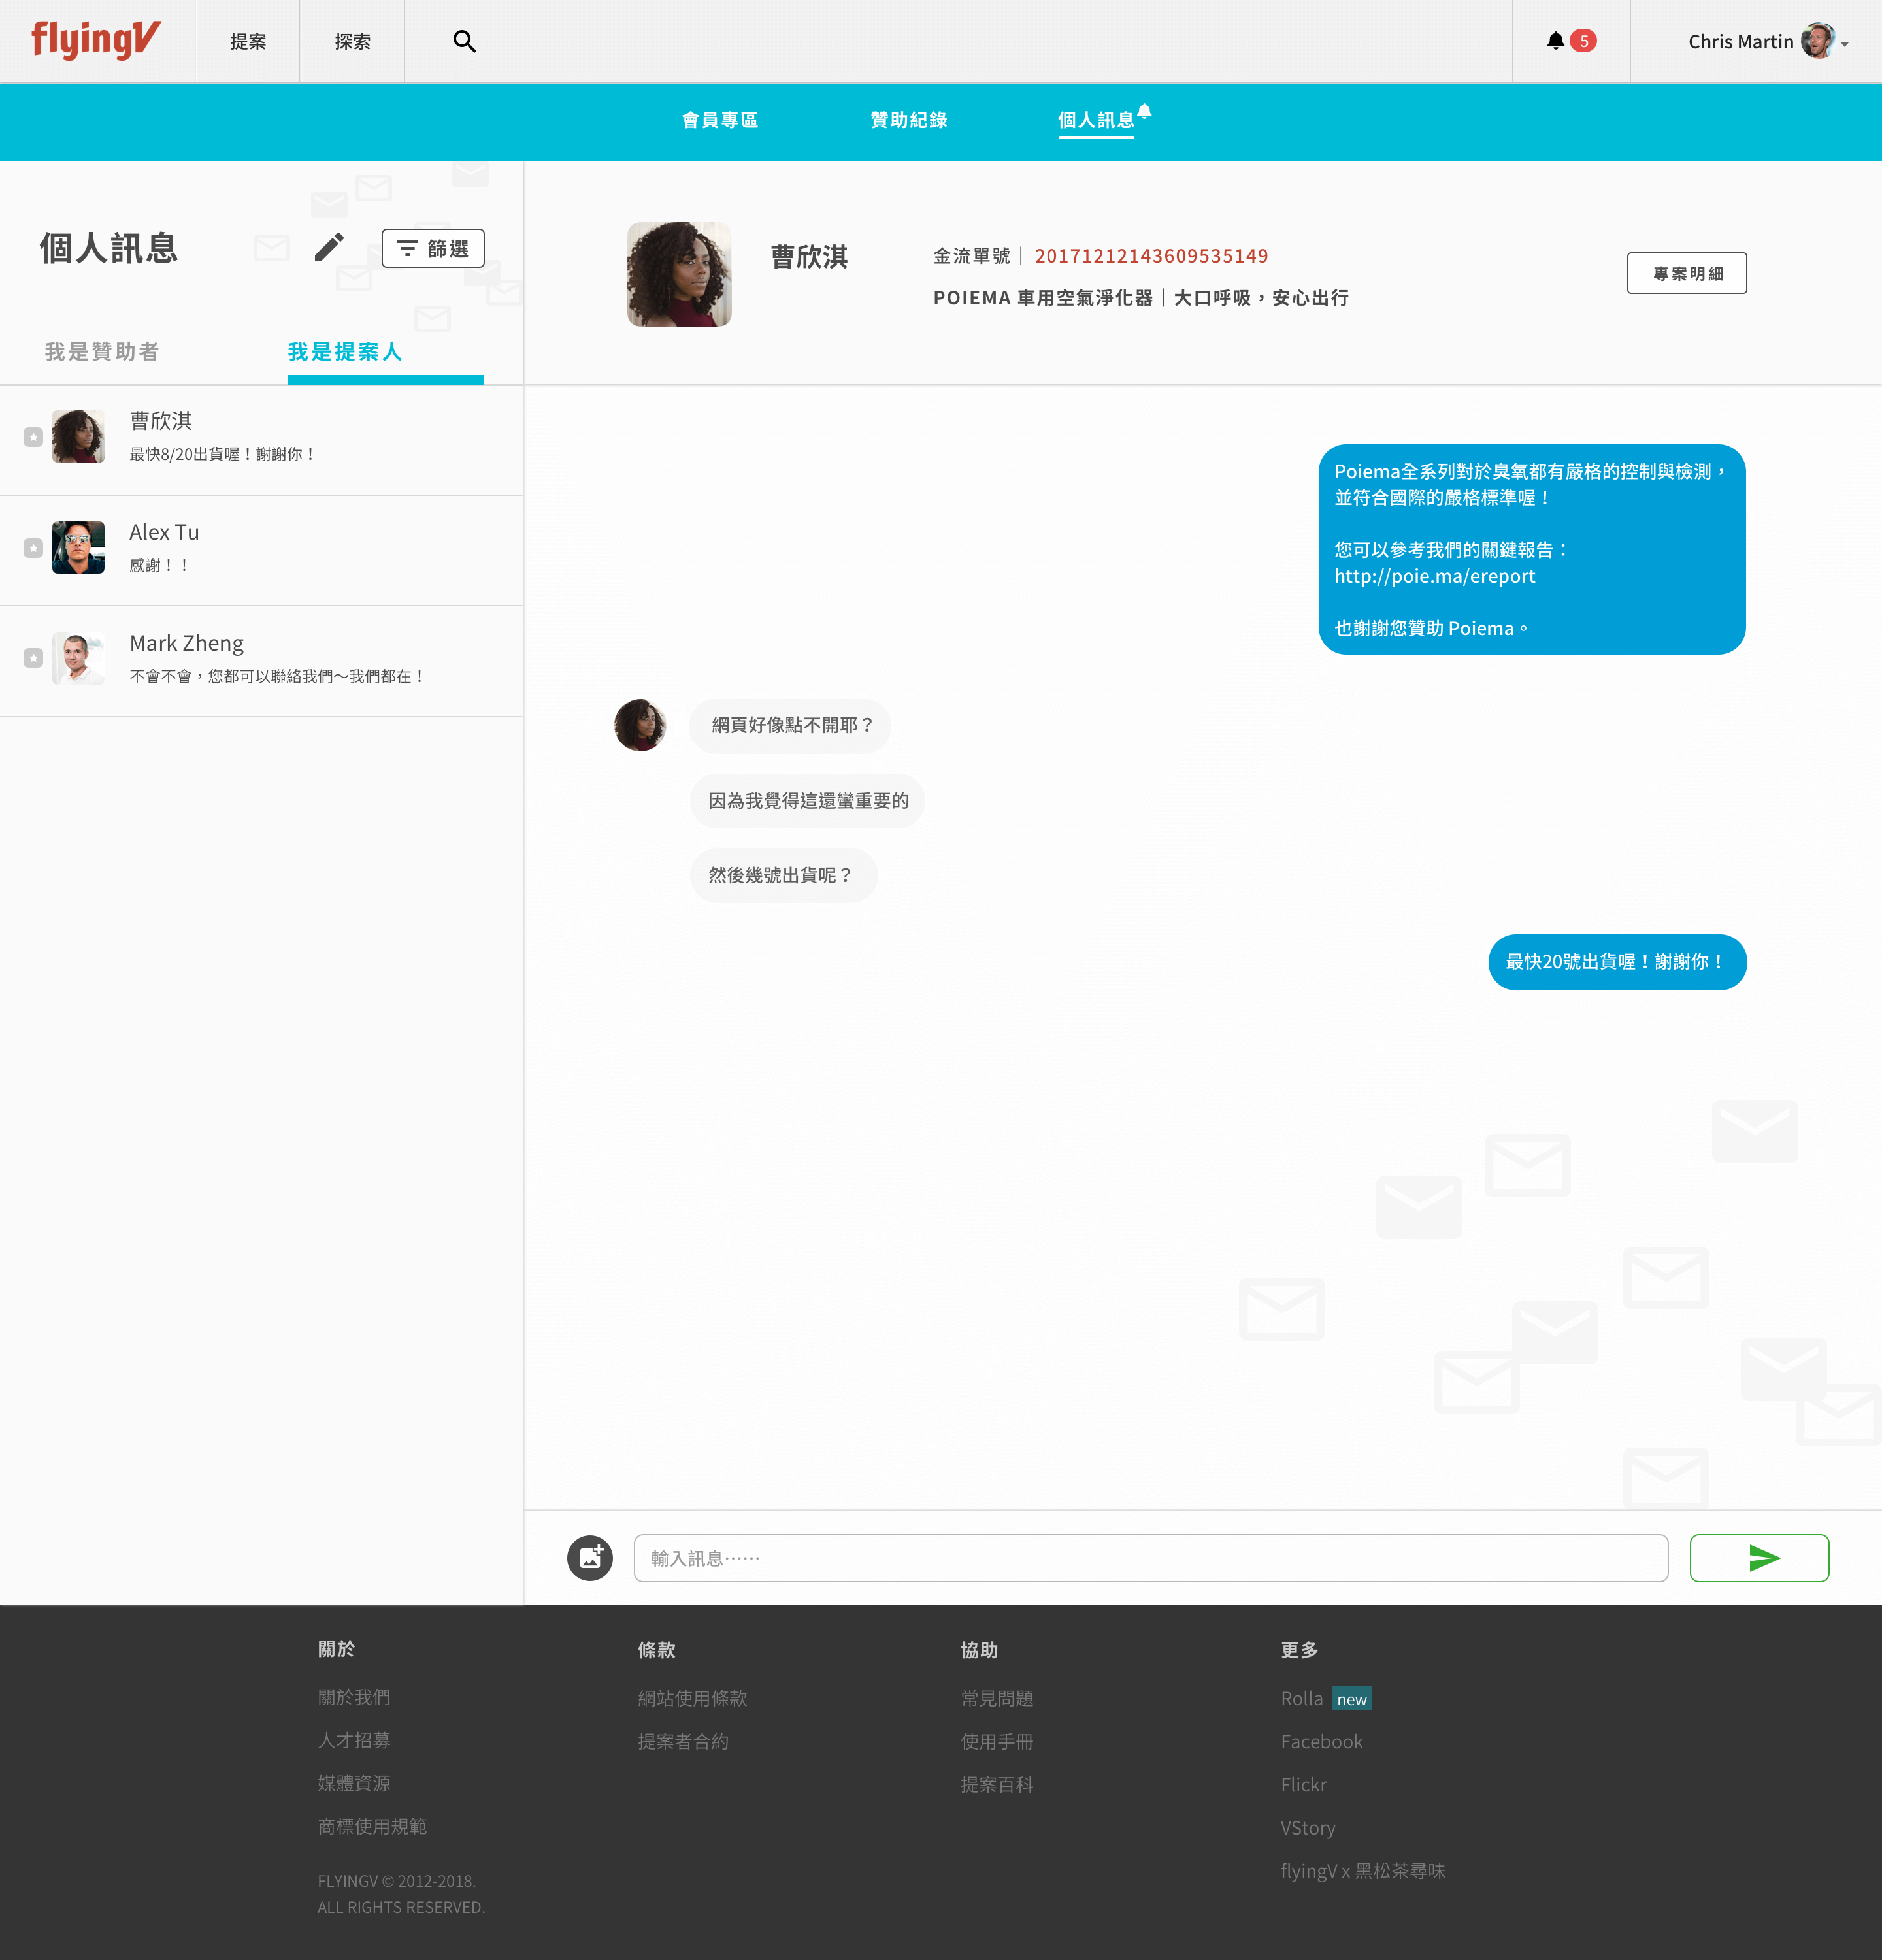 flyingV
提案
探索
5
Chris Martin
會員專區
贊助紀錄
個人訊息
個人訊息
篩選
我是贊助者
我是提案人
曹欣淇
最快8/20出貨喔！謝謝你！
Alex Tu
感謝！！
Mark Zheng
不會不會，您都可以聯絡我們～我們都在！
曹欣淇
金流單號｜ 20171212143609535149
POIEMA 車用空氣淨化器｜大口呼吸，安心出行
專案明細
Poiema全系列對於臭氧都有嚴格的控制與檢測，
並符合國際的嚴格標準喔！
您可以參考我們的關鍵報告：
http://poie.ma/ereport
也謝謝您贊助 Poiema。
網頁好像點不開耶？
因為我覺得這還蠻重要的
然後幾號出貨呢？
最快20號出貨喔！謝謝你！
輸入訊息⋯⋯
關於
關於我們
人才招募
媒體資源
商標使用規範
FLYINGV © 2012-2018.
ALL RIGHTS RESERVED.
條款
網站使用條款
提案者合約
協助
常見問題
使用手冊
提案百科
更多
Rolla new
Facebook
Flickr
VStory
flyingV x 黑松茶尋味